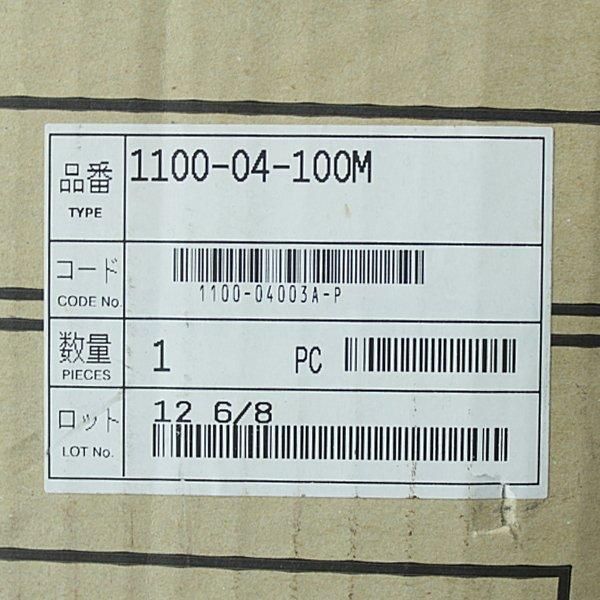 品番 1100-04-100M
TYPE
コード
CODE No. 1100-04003A-P
数量 1 PC
PIECES
ロット 12 6/8
LOT No.